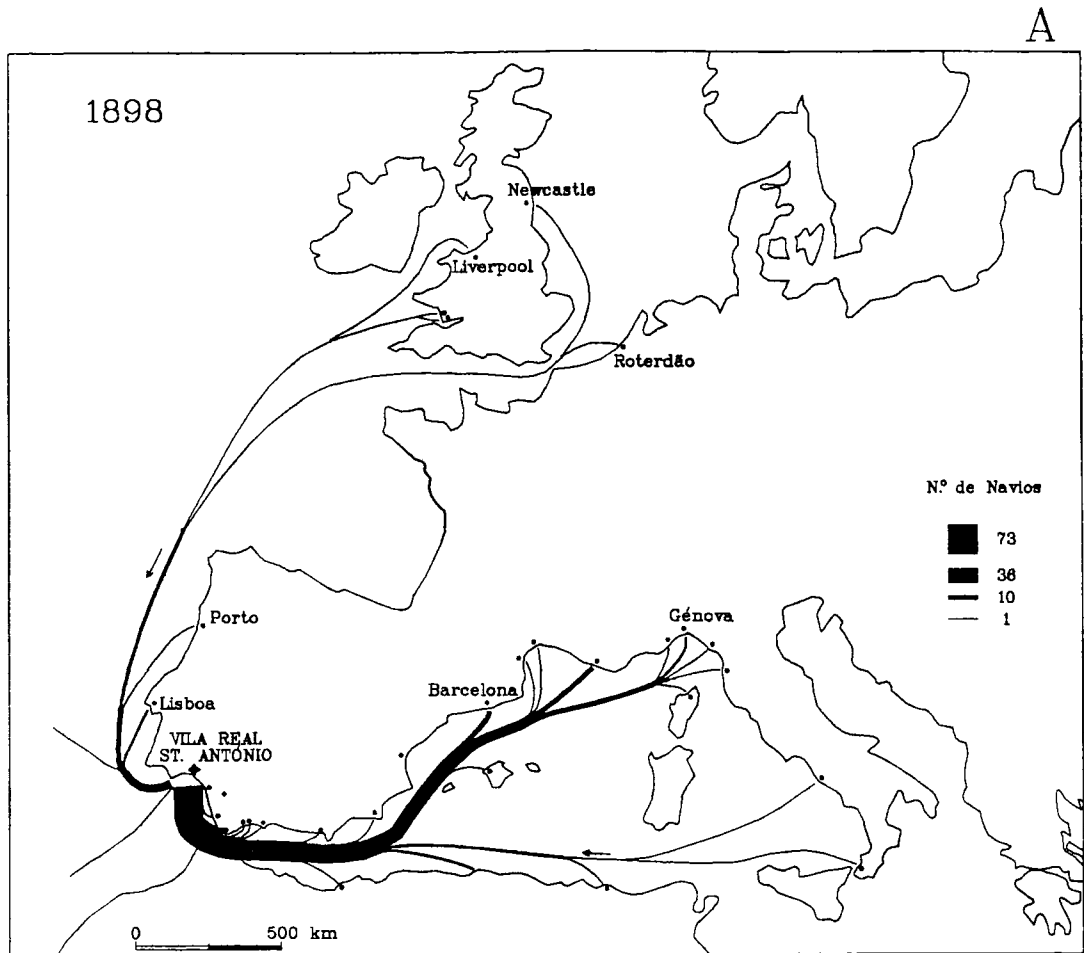 A
1898
Newcastle
Liverpool
Roterdão
Nº de Navios
73
36
10
1
Porto
Génova
Barcelona
Lisboa
VILA REAL
ST. ANTÓNIO
0 500 km